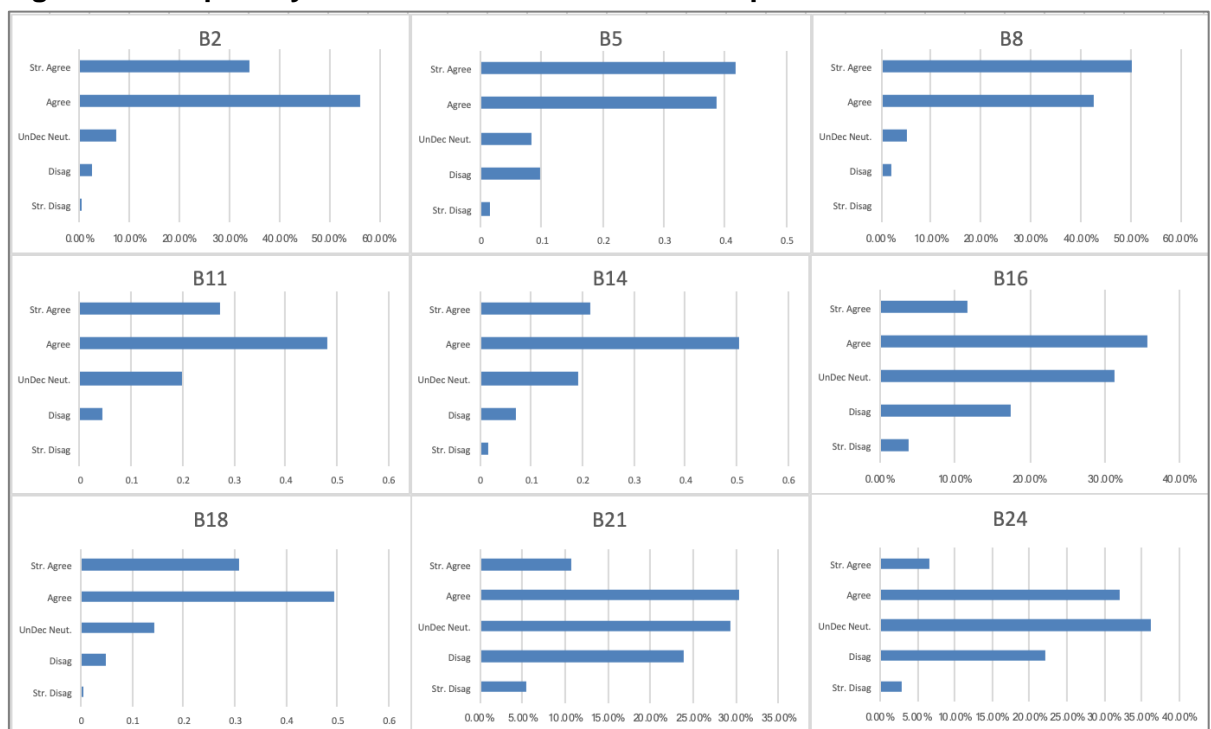 B2
Str. Agree
Agree
UnDec Neut.
Disag
Str. Disag
0.00% 10.00% 20.00% 30.00% 40.00% 50.00% 60.00%
B5
Str. Agree
Agree
UnDec Neut.
Disag
Str. Disag
0 0.1 0.2 0.3 0.4 0.5
B8
Str. Agree
Agree
UnDec Neut.
Disag
Str. Disag
0.00% 10.00% 20.00% 30.00% 40.00% 50.00% 60.00%
B11
Str. Agree
Agree
UnDec Neut.
Disag
Str. Disag
0 0.1 0.2 0.3 0.4 0.5 0.6
B14
Str. Agree
Agree
UnDec Neut.
Disag
Str. Disag
0 0.1 0.2 0.3 0.4 0.5 0.6
B16
Str. Agree
Agree
UnDec Neut.
Disag
Str. Disag
0.00% 10.00% 20.00% 30.00% 40.00%
B18
Str. Agree
Agree
UnDec Neut.
Disag
Str. Disag
0 0.1 0.2 0.3 0.4 0.5 0.6
B21
Str. Agree
Agree
UnDec Neut.
Disag
Str. Disag
0.00% 5.00% 10.00% 15.00% 20.00% 25.00% 30.00% 35.00%
B24
Str. Agree
Agree
UnDec Neut.
Disag
Str. Disag
0.00% 5.00% 10.00% 15.00% 20.00% 25.00% 30.00% 35.00% 40.00%